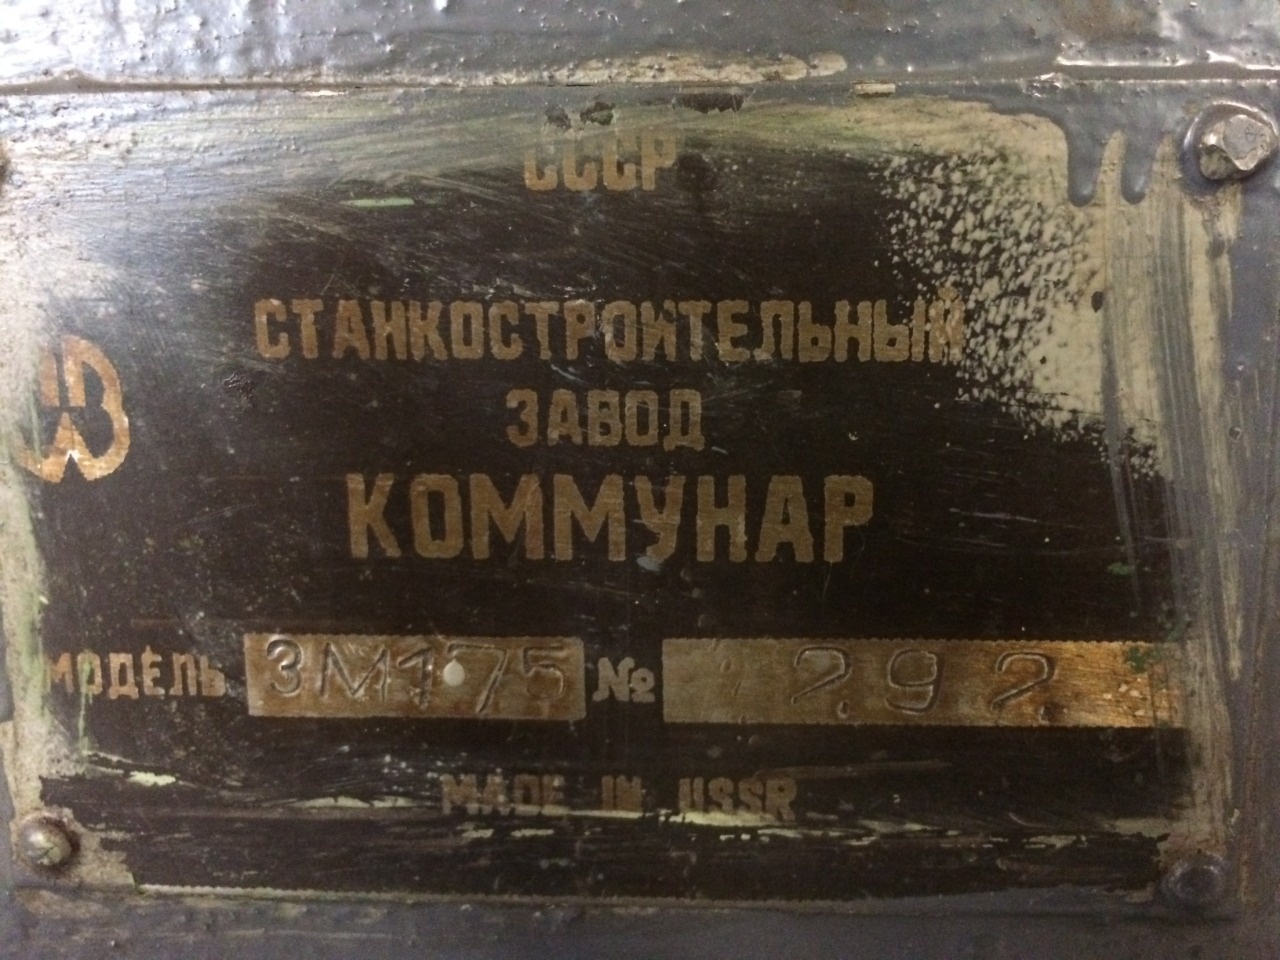 СССР
СТАНКОСТРОИТЕЛЬНЫЙ
ЗАВОД
КОММУНАР
МОДЕЛЬ 3М175 № 292
MADE IN USSR